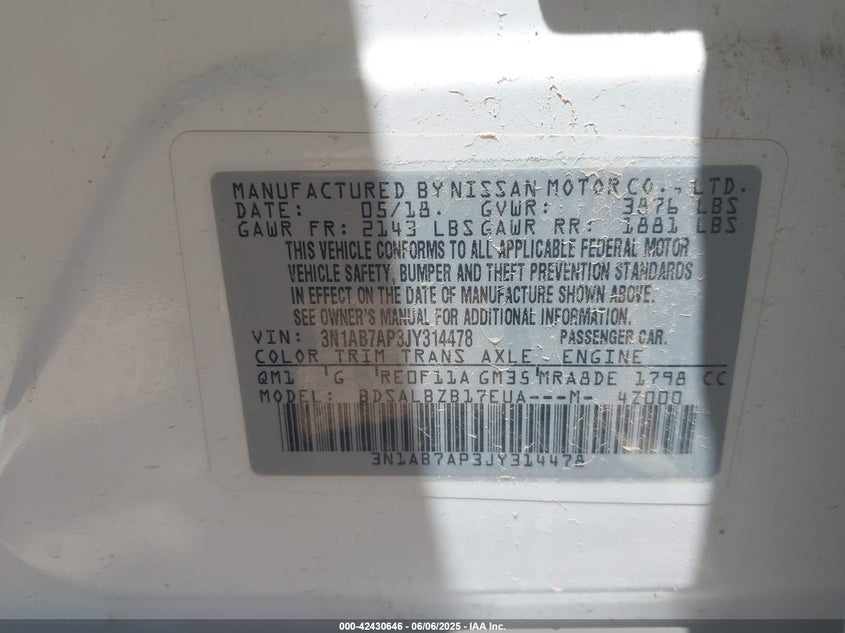 MANUFACTURED BY NISSAN MOTOR CO., LTD.
DATE: 05/18. GVWR: 3876 LBS
GAWR FR: 2143 LBS GAWR RR: 1881 LBS
THIS VEHICLE CONFORMS TO ALL APPLICABLE FEDERAL MOTOR
VEHICLE SAFETY, BUMPER AND THEFT PREVENTION STANDARDS
IN EFFECT ON THE DATE OF MANUFACTURE SHOWN ABOVE.
SEE OWNER'S MANUAL FOR ADDITIONAL INFORMATION.
VIN: 3N1AB7AP3JY314478 PASSENGER CAR.
COLOR TRIM TRANS AXLE ENGINE
QM1 G RE0F11A GM35 MRA8DE 1798 CC
MODEL: BDSALBZB17EUA---M- 4Z000
3N1AB7AP3JY314478
000-42430646 - 06/06/2025 - IAA Inc.